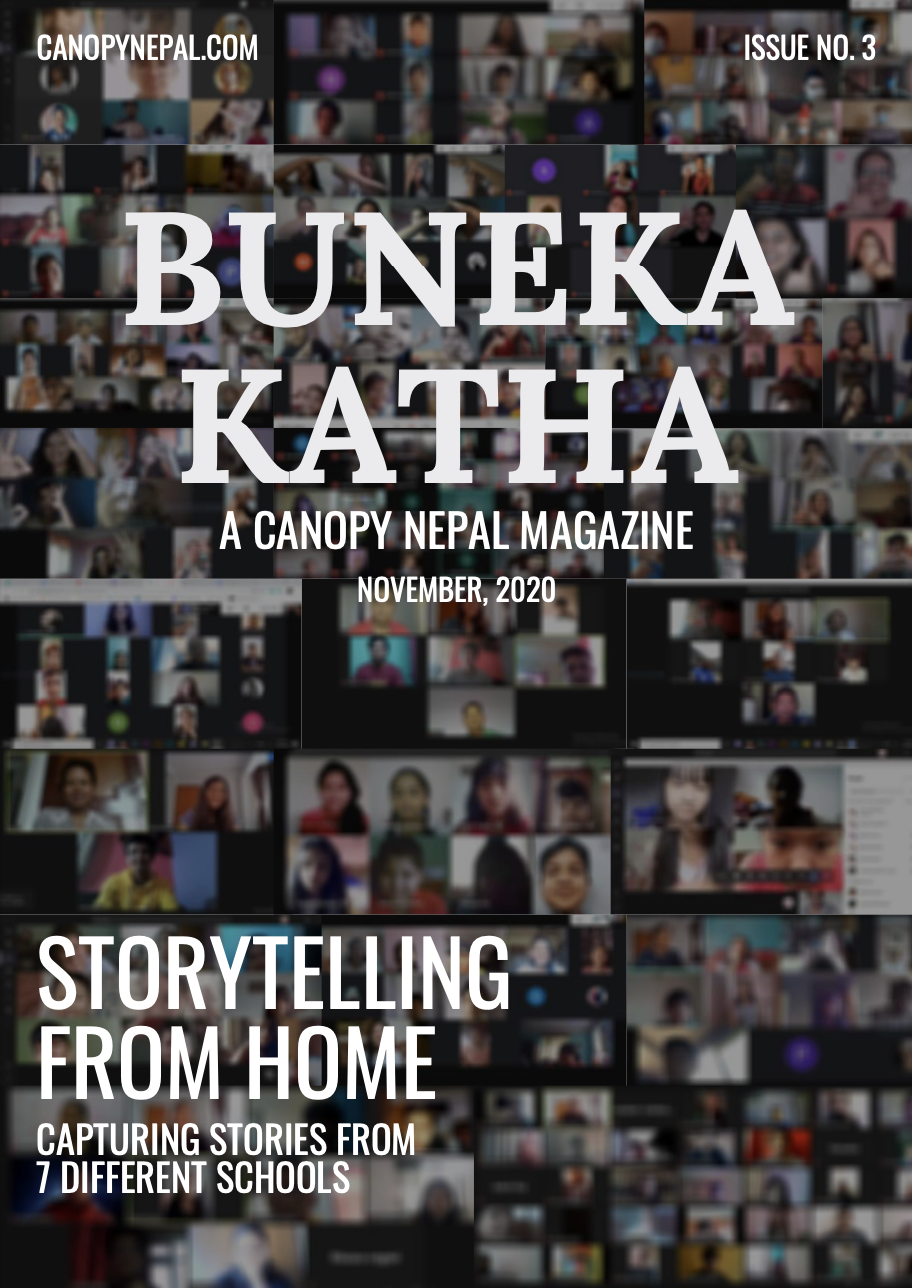 CANOPYNEPAL.COM
ISSUE NO. 3
BUNEKA
KATHA
A CANOPY NEPAL MAGAZINE
NOVEMBER, 2020
STORYTELLING
FROM HOME
CAPTURING STORIES FROM
7 DIFFERENT SCHOOLS